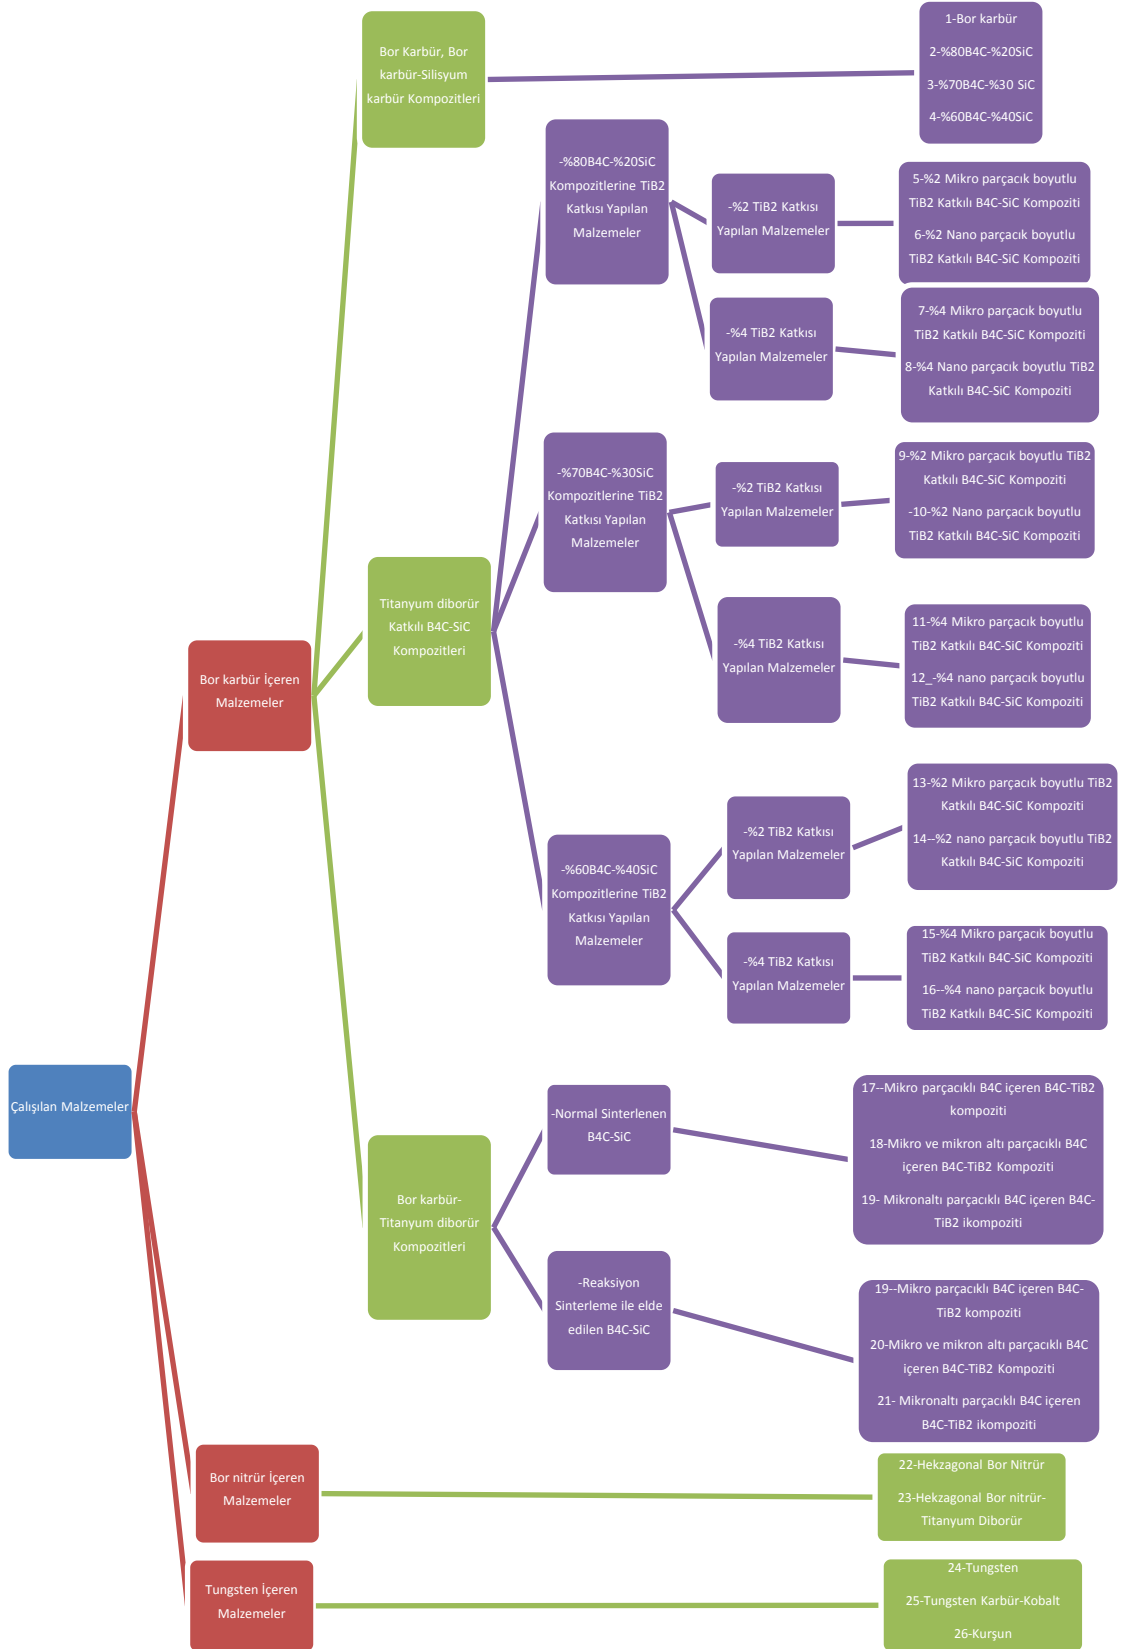 Çalışılan Malzemeler
Bor karbür İçeren
Malzemeler
Bor Karbür, Bor
karbür-Silisyum
karbür Kompozitleri
1-Bor karbür
2-%80B4C-%20SiC
3-%70B4C-%30 SiC
4-%60B4C-%40SiC
Titanyum diborür
Katkılı B4C-SiC
Kompozitleri
-%80B4C-%20SiC
Kompozitlerine TiB2
Katkısı Yapılan
Malzemeler
-%2 TiB2 Katkısı
Yapılan Malzemeler
5-%2 Mikro parçacık boyutlu
TiB2 Katkılı B4C-SiC Kompoziti
6-%2 Nano parçacık boyutlu
TiB2 Katkılı B4C-SiC Kompoziti
-%4 TiB2 Katkısı
Yapılan Malzemeler
7-%4 Mikro parçacık boyutlu
TiB2 Katkılı B4C-SiC Kompoziti
8-%4 Nano parçacık boyutlu TiB2
Katkılı B4C-SiC Kompoziti
-%70B4C-%30SiC
Kompozitlerine TiB2
Katkısı Yapılan
Malzemeler
-%2 TiB2 Katkısı
Yapılan Malzemeler
9-%2 Mikro parçacık boyutlu TiB2
Katkılı B4C-SiC Kompoziti
-10-%2 Nano parçacık boyutlu
TiB2 Katkılı B4C-SiC Kompoziti
-%4 TiB2 Katkısı
Yapılan Malzemeler
11-%4 Mikro parçacık boyutlu
TiB2 Katkılı B4C-SiC Kompoziti
12_-%4 nano parçacık boyutlu
TiB2 Katkılı B4C-SiC Kompoziti
-%60B4C-%40SiC
Kompozitlerine TiB2
Katkısı Yapılan
Malzemeler
-%2 TiB2 Katkısı
Yapılan Malzemeler
13-%2 Mikro parçacık boyutlu TiB2
Katkılı B4C-SiC Kompoziti
14--%2 nano parçacık boyutlu TiB2
Katkılı B4C-SiC Kompoziti
-%4 TiB2 Katkısı
Yapılan Malzemeler
15-%4 Mikro parçacık boyutlu
TiB2 Katkılı B4C-SiC Kompoziti
16--%4 nano parçacık boyutlu
TiB2 Katkılı B4C-SiC Kompoziti
Bor karbür-
Titanyum diborür
Kompozitleri
-Normal Sinterlenen
B4C-SiC
17--Mikro parçacıklı B4C içeren B4C-TiB2
kompoziti
18-Mikro ve mikron altı parçacıklı B4C
içeren B4C-TiB2 Kompoziti
19- Mikronaltı parçacıklı B4C içeren B4C-
TiB2 ikompoziti
-Reaksiyon
Sinterleme ile elde
edilen B4C-SiC
19--Mikro parçacıklı B4C içeren B4C-
TiB2 kompoziti
20-Mikro ve mikron altı parçacıklı B4C
içeren B4C-TiB2 Kompoziti
21- Mikronaltı parçacıklı B4C içeren
B4C-TiB2 ikompoziti
Bor nitrür İçeren
Malzemeler
22-Hekzagonal Bor Nitrür
23-Hekzagonal Bor nitrür-
Titanyum Diborür
Tungsten İçeren
Malzemeler
24-Tungsten
25-Tungsten Karbür-Kobalt
26-Kurşun